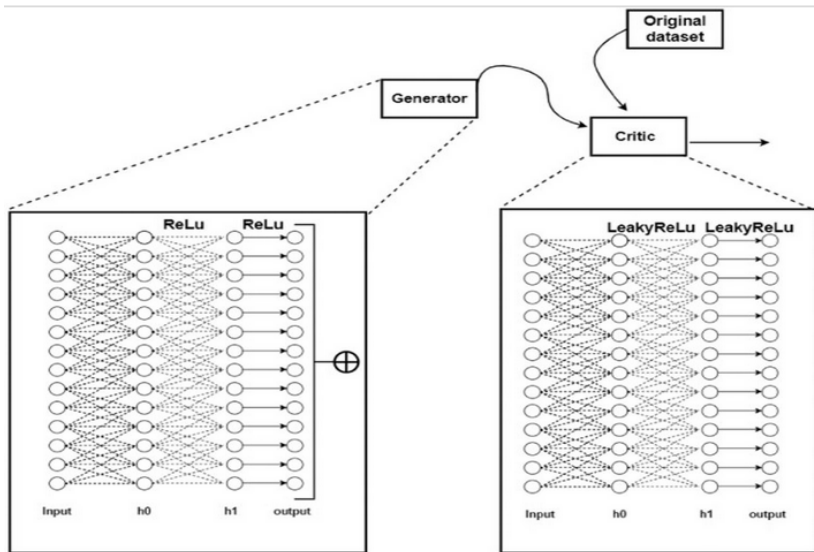 Original
dataset
Generator
Critic
ReLu ReLu
Input h0 h1 output
LeakyReLu LeakyReLu
Input h0 h1 output